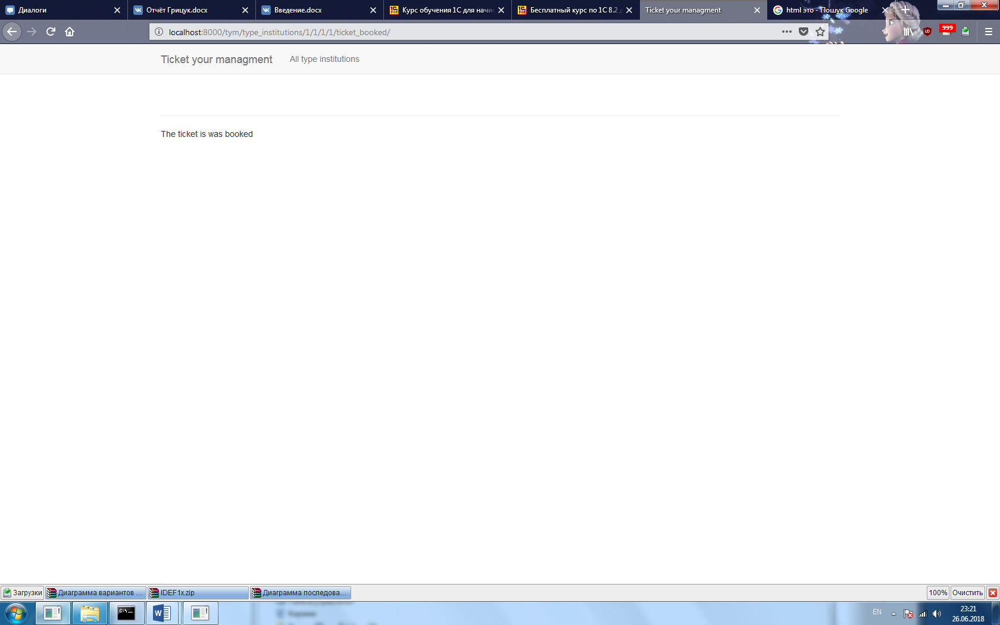 Диалоги
Отчёт Грицук.docx
Введение.docx
Курс обучения 1С для начи
Бесплатный курс по 1С 8.2 д
Ticket your managment
html это - Пошук Google
localhost:8000/tym/type_institutions/1/1/1/1/ticket_booked/
999
Ticket your managment
All type institutions
The ticket is was booked
Загрузки
Диаграмма вариантов ...
IDEF1x.zip
Диаграмма последова...
100%
Очистить
EN
23:21
26.06.2018